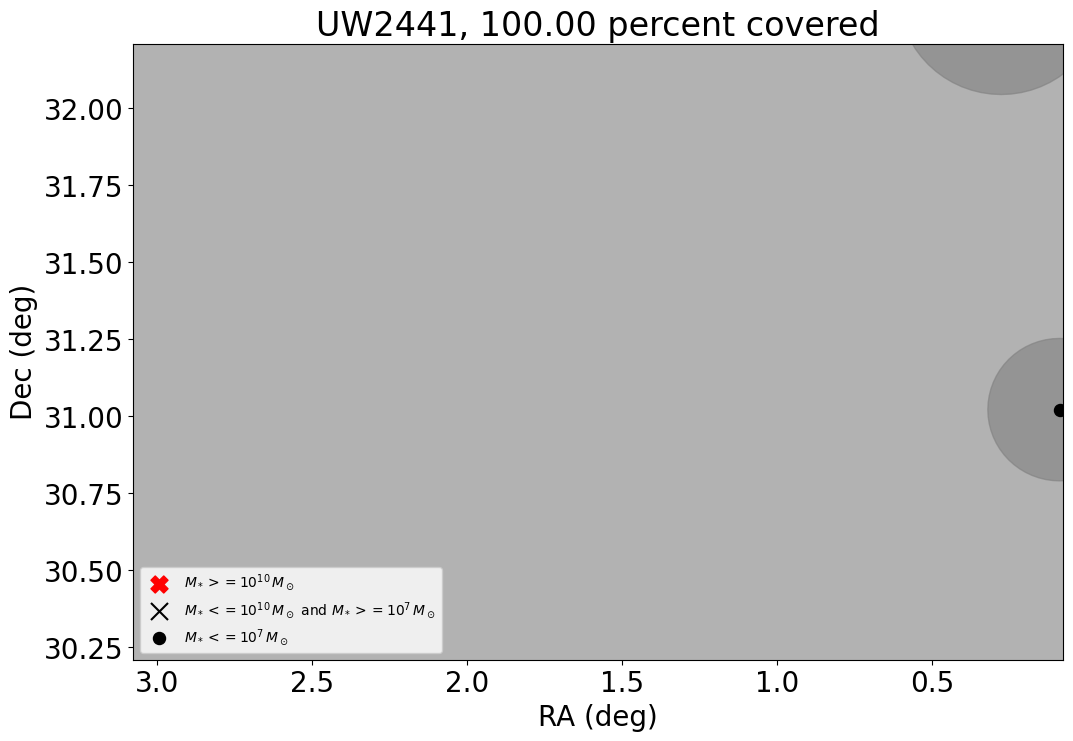 UW2441, 100.00 percent covered
32.00
31.75
31.50
31.25
31.00
30.75
30.50
30.25
Dec (deg)
M* >= 10^10 M⊙
M* <= 10^10 M⊙ and M* >= 10^7 M⊙
M* <= 10^7 M⊙
3.0 2.5 2.0 1.5 1.0 0.5
RA (deg)